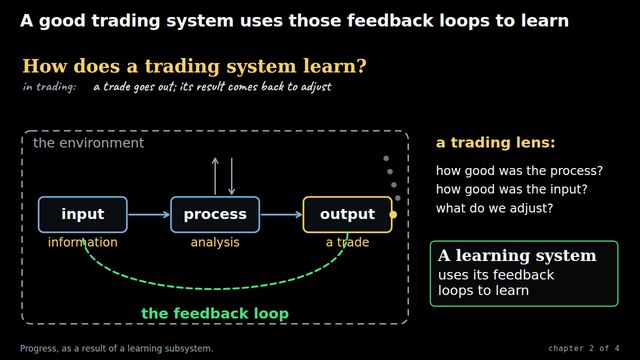 A good trading system uses those feedback loops to learn
How does a trading system learn?
in trading: a trade goes out; its result comes back to adjust
the environment
input
process
output
information
analysis
a trade
the feedback loop
a trading lens:
how good was the process?
how good was the input?
what do we adjust?
A learning system
uses its feedback
loops to learn
Progress, as a result of a learning subsystem.
chapter 2 of 4